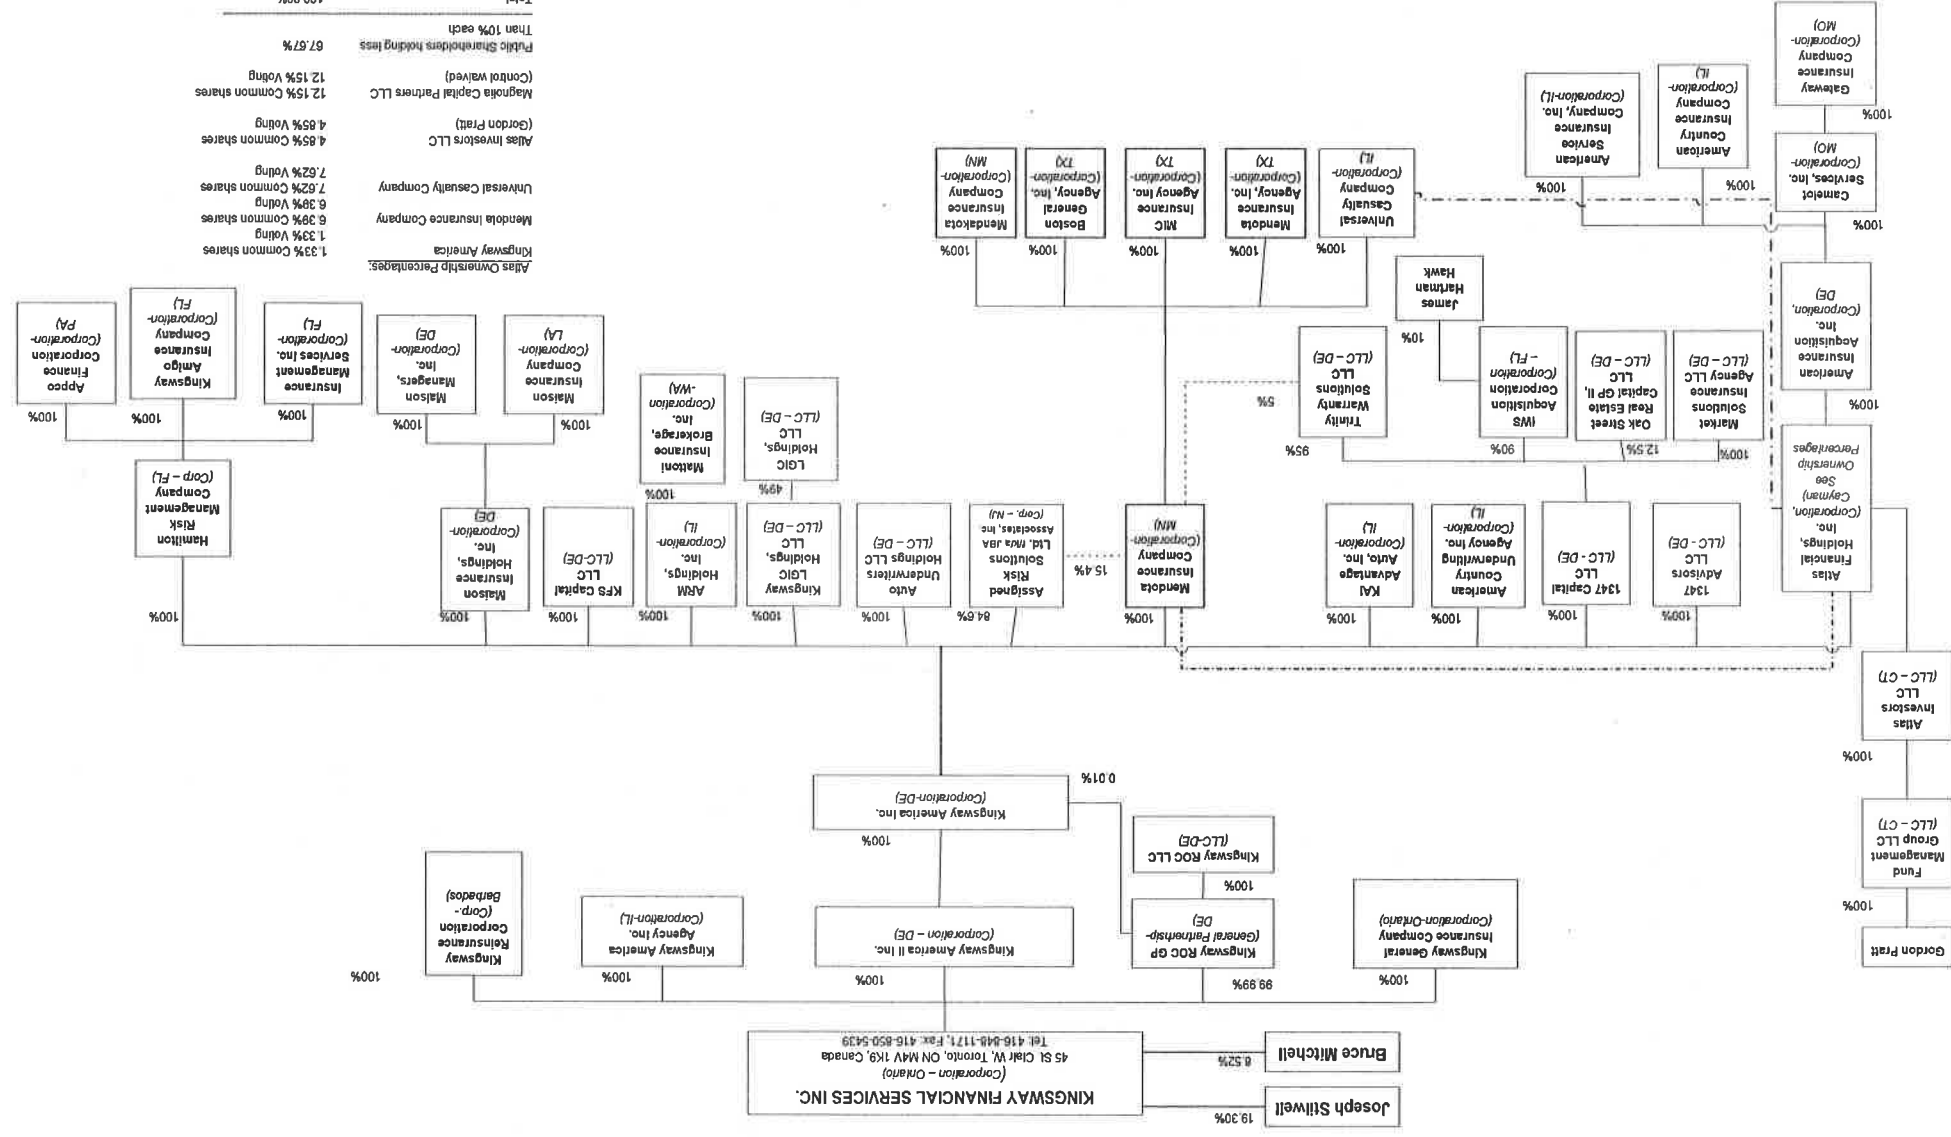 Joseph Stilwell
19.30%
Bruce Mitchell
8.52%
KINGSWAY FINANCIAL SERVICES INC.
(Corporation – Ontario)
45 St. Clair W, Toronto, ON M4V 1K9, Canada
Tel: 416-848-1171; Fax: 416-850-5439
Gordon Pratt
100%
Fund
Management
Group LLC
(LLC – CT)
100%
Atlas
Investors
LLC
(LLC – CT)
100%
Kingsway General
Insurance Company
(Corporation-Ontario)
99.99%
Kingsway ROC GP
(General Partnerhsip-
DE)
100%
Kingsway ROC LLC
(LLC-DE)
100%
Kingsway America II Inc.
(Corporation – DE)
100%
Kingsway America
Agency Inc.
(Corporation-IL)
100%
Kingsway
Reinsurance
Corporation
(Corp.-
Barbados)
100%
0.01%
Kingsway America Inc.
(Corporation-DE)
Atlas
Financial
Holdings,
Inc.
(Corporation,
Cayman)
See
Ownership
Percentages
100%
1347
Advisors
LLC
(LLC - DE)
100%
1347 Capital
LLC
(LLC - DE)
100%
American
Country
Underwriting
Agency Inc.
(Corporation-
IL)
100%
KAI
Advantage
Auto, Inc.
(Corporation-
IL)
100%
Mendota
Insurance
Company
(Corporation-
MN)
15.4%
84.6%
Assigned
Risk
Solutions
Ltd. f/k/a JBA
Associates, Inc
(Corp. – NJ)
100%
Auto
Underwriters
Holdings LLC
(LLC – DE)
100%
Kingsway
LGIC
Holdings,
LLC
(LLC – DE)
100%
ARM
Holdings,
Inc.
(Corporation-
IL)
100%
KFS Capital
LLC
(LLC-DE)
100%
Maison
Insurance
Holdings,
Inc.
(Corporation-
DE)
100%
Hamilton
Risk
Management
Company
(Corp – FL)
100%
American
Insurance
Acquisition
Inc.
(Corporation,
DE)
100%
Market
Solutions
Insurance
Agency LLC
(LLC – DE)
12.5%
Oak Street
Real Estate
Capital GP II,
LLC
(LLC – DE)
90%
IWS
Acquisition
Corporation
(Corporation
– FL)
10%
James
Hartman
Hawk
95%
Trinity
Warranty
Solutions
LLC
(LLC – DE)
5%
49%
LGIC
Holdings,
LLC
(LLC – DE)
100%
Mattoni
Insurance
Brokerage,
Inc.
(Corporation
-WA)
100%
Maison
Insurance
Company
(Corporation-
LA)
100%
Maison
Managers,
Inc.
(Corporation-
DE)
100%
Insurance
Management
Services Inc.
(Corporation-
FL)
100%
Kingsway
Amigo
Insurance
Company
(Corporation-
FL)
100%
Appco
Finance
Corporation
(Corporation-
PA)
100%
Camelot
Services, Inc.
(Corporation-
MO)
100%
Gateway
Insurance
Company
(Corporation-
MO)
100%
American
Country
Insurance
Company
(Corporation-
IL)
100%
American
Service
Insurance
Company, Inc.
(Corporation-IL)
100%
Universal
Casualty
Company
(Corporation-
IL)
100%
Mendota
Insurance
Agency, Inc.
(Corporation-
TX)
MIC
Insurance
Agency Inc.
(Corporation-
TX)
100%
Boston
General
Agency, Inc.
(Corporation-
TX)
100%
Mendakota
Insurance
Company
(Corporation-
MN)
Atlas Ownership Percentages:
Kingsway America 1.33% Common shares
1.33% Voting
Mendota Insurance Company 6.39% Common shares
6.39% Voting
Universal Casualty Company 7.62% Common shares
7.62% Voting
Atlas Investors LLC 4.85% Common shares
(Gordon Pratt) 4.85% Voting
Magnolia Capital Partners LLC 12.15% Common shares
(Control waived) 12.15% Voting
Public Shareholders holding less 67.67%
Than 10% each